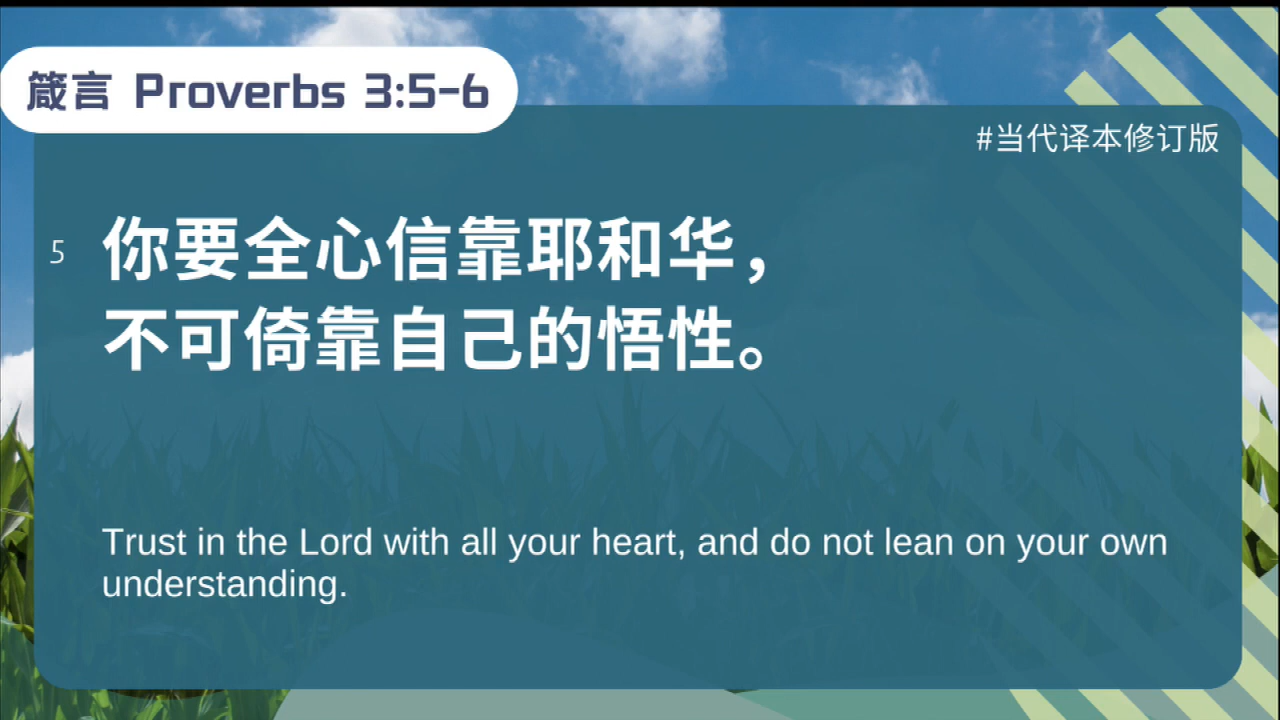 箴言 Proverbs 3:5-6
#当代译本修订版
5 你要全心信靠耶和华，
不可倚靠自己的悟性。
Trust in the Lord with all your heart, and do not lean on your own
understanding.